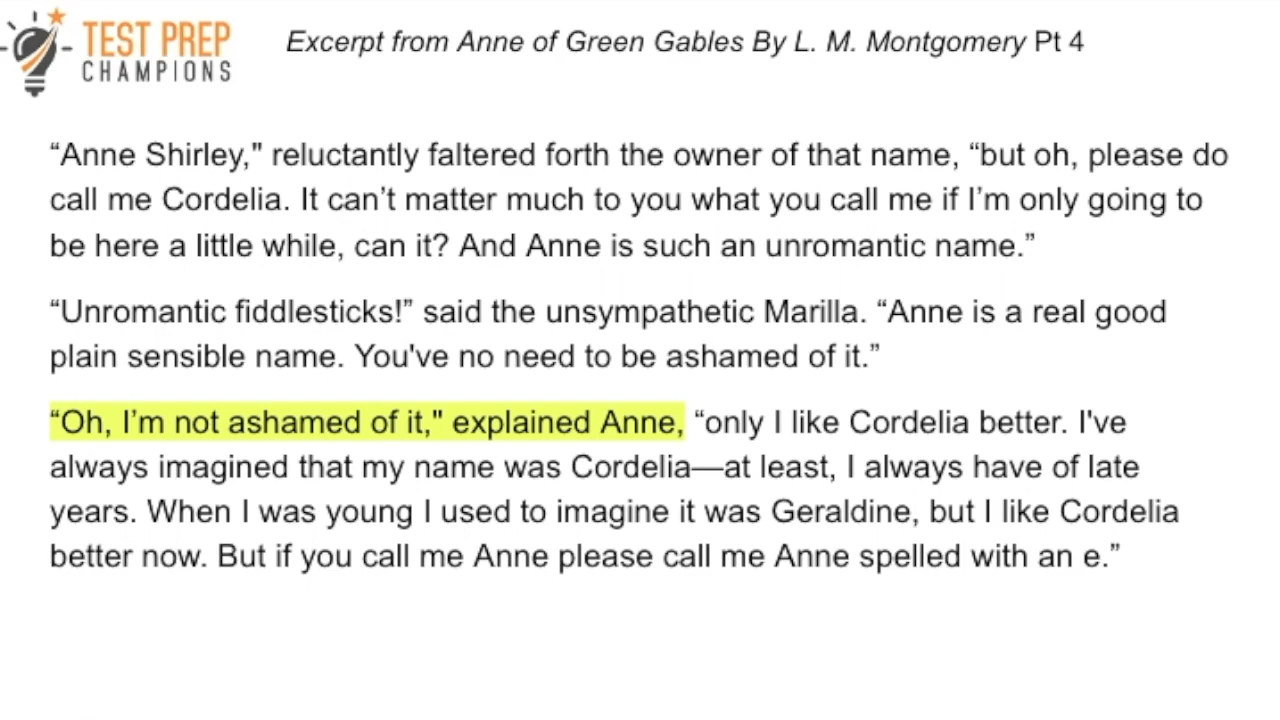 TEST PREP
CHAMPIONS
Excerpt from Anne of Green Gables By L. M. Montgomery Pt 4
“Anne Shirley," reluctantly faltered forth the owner of that name, “but oh, please do
call me Cordelia. It can’t matter much to you what you call me if I’m only going to
be here a little while, can it? And Anne is such an unromantic name.”
“Unromantic fiddlesticks!” said the unsympathetic Marilla. “Anne is a real good
plain sensible name. You've no need to be ashamed of it.”
“Oh, I’m not ashamed of it," explained Anne, “only I like Cordelia better. I've
always imagined that my name was Cordelia—at least, I always have of late
years. When I was young I used to imagine it was Geraldine, but I like Cordelia
better now. But if you call me Anne please call me Anne spelled with an e.”